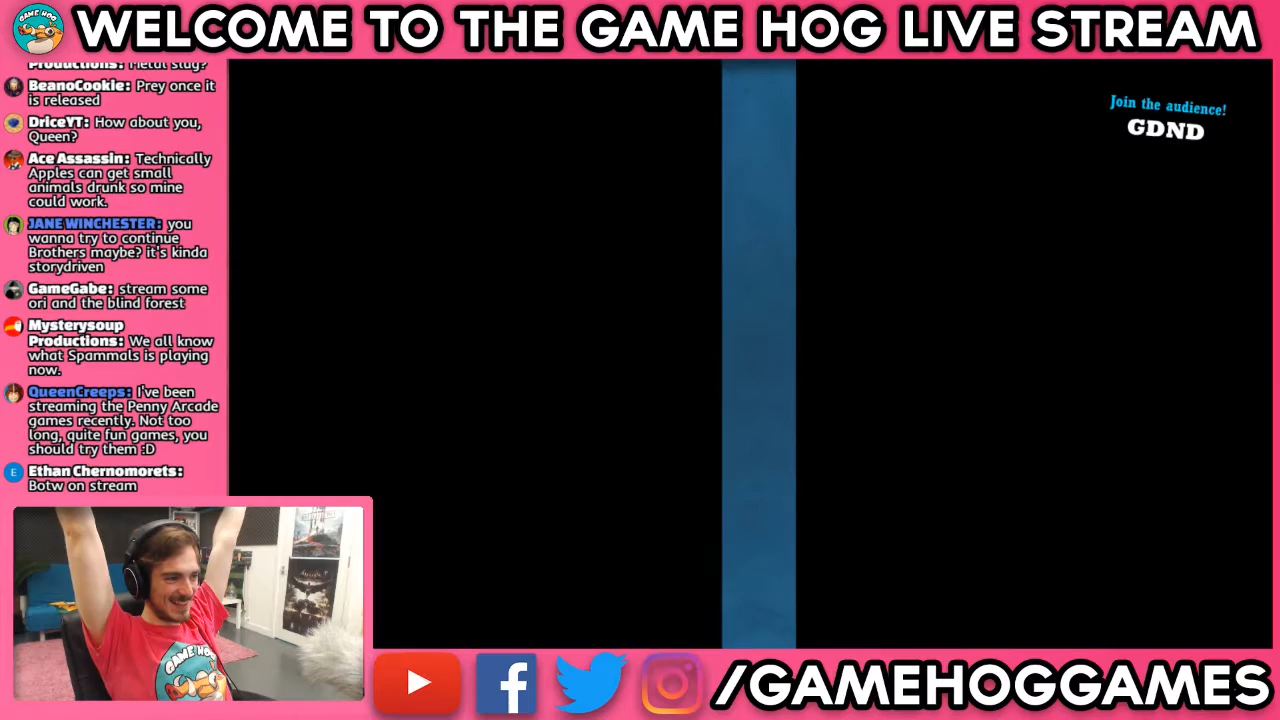 WELCOME TO THE GAME HOG LIVE STREAM
GAME HOG
Productions: Metal slug?
BeanoCookie: Prey once it
is released
DriceYT: How about you,
Queen?
Ace Assassin: Technically
Apples can get small
animals drunk so mine
could work.
JANE WINCHESTER: you
wanna try to continue
Brothers maybe? it's kinda
storydriven
GameGabe: stream some
ori and the blind forest
Mysterysoup
Productions: We all know
what Spammals is playing
now.
QueenCreeps: I've been
streaming the Penny Arcade
games recently. Not too
long, quite fun games, you
should try them :D
E
Ethan Chernomorets:
Botw on stream
Join the audience!
GDND
GAME HOG
/GAMEHOGGAMES